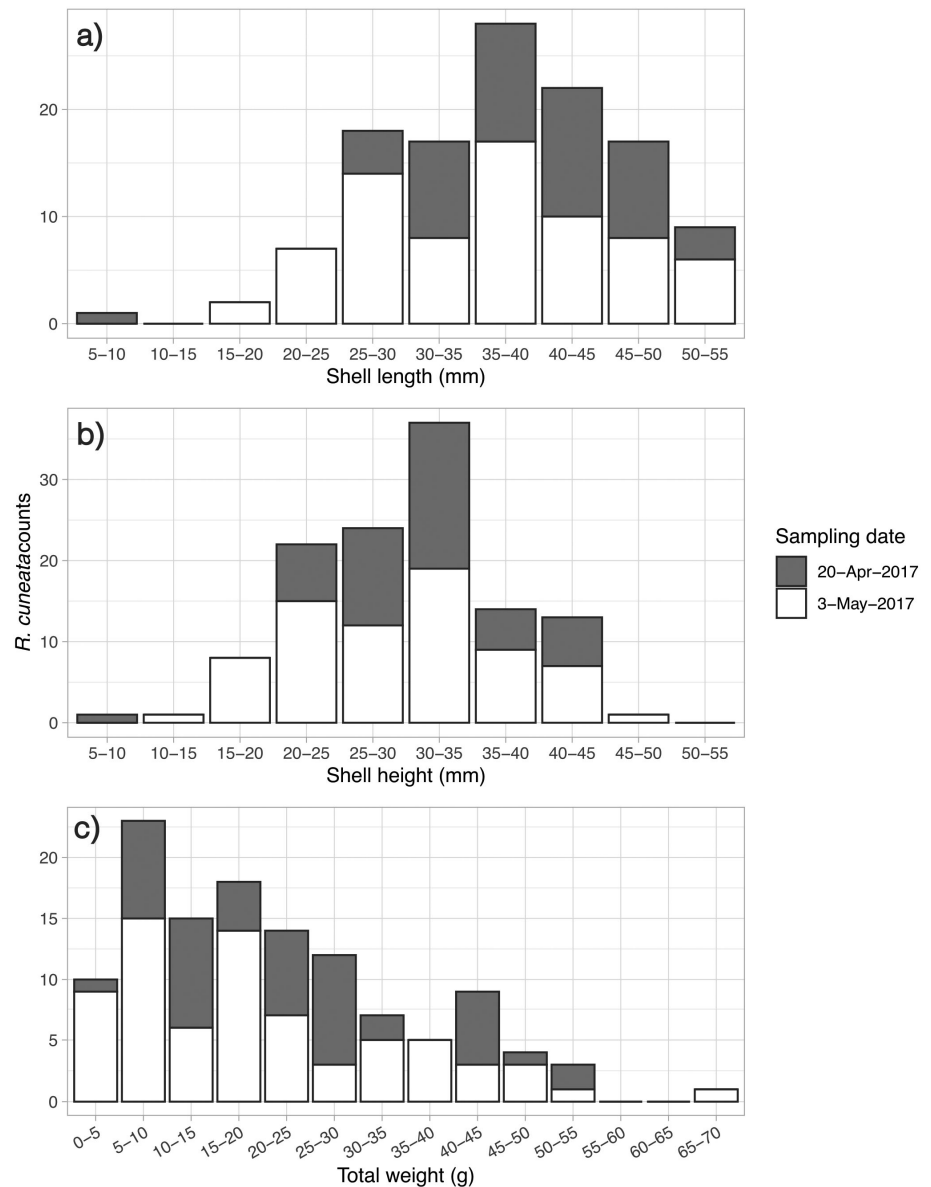 a)
20
10
0
5–10 10–15 15–20 20–25 25–30 30–35 35–40 40–45 45–50 50–55
Shell length (mm)
b)
30
20
10
0
5–10 10–15 15–20 20–25 25–30 30–35 35–40 40–45 45–50 50–55
Shell height (mm)
R. cuneatacounts
Sampling date
20–Apr–2017
3–May–2017
c)
20
15
10
5
0
0–5 5–10 10–15 15–20 20–25 25–30 30–35 35–40 40–45 45–50 50–55 55–60 60–65 65–70
Total weight (g)